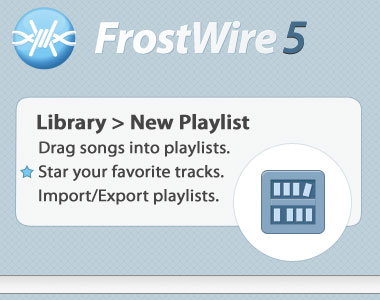 FrostWire 5
Library > New Playlist
Drag songs into playlists.
Star your favorite tracks.
Import/Export playlists.